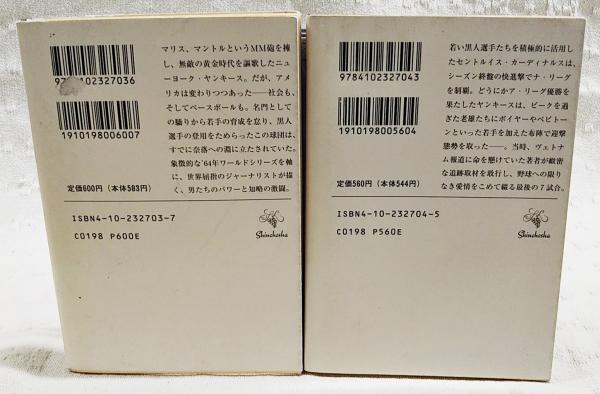 マリス、マントルというMM砲を擁
し、無敵の黄金時代を謳歌したニュ
ーヨーク・ヤンキース。だが、アメ
リカは変わりつつあった──社会も、
そしてベースボールも。名門として
の驕りから若手の育成を怠り、黒人
選手の登用をためらったこの球団は、
すでに奈落への淵に立たされていた。
象徴的な'64年ワールドシリーズを軸
に、世界屈指のジャーナリストが描
く、男たちのパワーと知略の激闘。
9784102327036
1910198006007
定価600円(本体583円)
ISBN4-10-232703-7
C0198 P600E
Shinchosha
若い黒人選手たちを積極的に活用し
たセントルイス・カーディナルスは、
シーズン終盤の快進撃でナ・リーグ
を制覇。どうにかア・リーグ優勝を
果たしたヤンキースは、ピークを過
ぎた老雄たちにボイヤーやペピトー
ンといった若手を加えた布陣で迎撃
態勢を取った──。当時、ヴェトナ
ム報道に命を懸けていた著者が緻密
な追跡取材を敢行し、野球への限り
なき愛情をこめて綴る最後の7試合。
9784102327043
1910198005604
定価560円(本体544円)
ISBN4-10-232704-5
C0198 P560E
Shinchosha